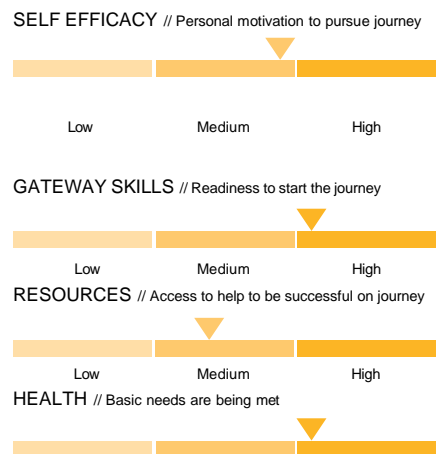 SELF EFFICACY // Personal motivation to pursue journey
Low Medium High
GATEWAY SKILLS // Readiness to start the journey
Low Medium High
RESOURCES // Access to help to be successful on journey
Low Medium High
HEALTH // Basic needs are being met